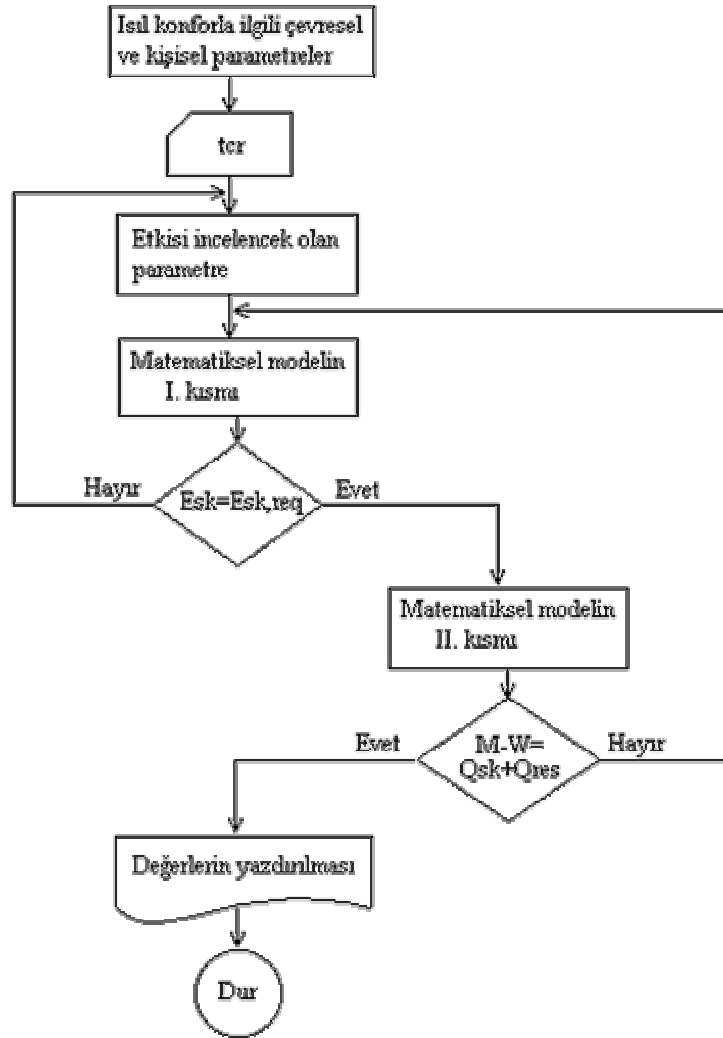 Isıl konforla ilgili çevresel
ve kişisel parametreler
tcr
Etkisi incelencek olan
parametre
Matematiksel modelin
I. kısmı
Hayır
Esk=Esk,req
Evet
Matematiksel modelin
II. kısmı
Evet
M-W=
Qsk+Qres
Hayır
Değerlerin yazdırılması
Dur